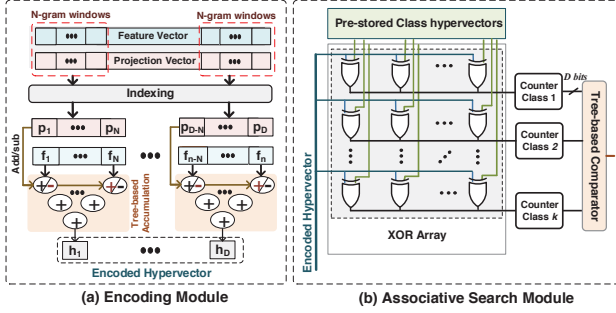 N-gram windows
N-gram windows
Feature Vector
Projection Vector
Indexing
p1 pN pD-N pD
Add/sub
f1 fN fn-N fn
+/- +/- +/- +/-
Tree-based Accumulation
h1 hD
Encoded Hypervector
(a) Encoding Module
Pre-stored Class hypervectors
Encoded Hypervector
Counter
Class 1
D bits
Counter
Class 2
Counter
Class k
Tree-based Comparator
XOR Array
(b) Associative Search Module